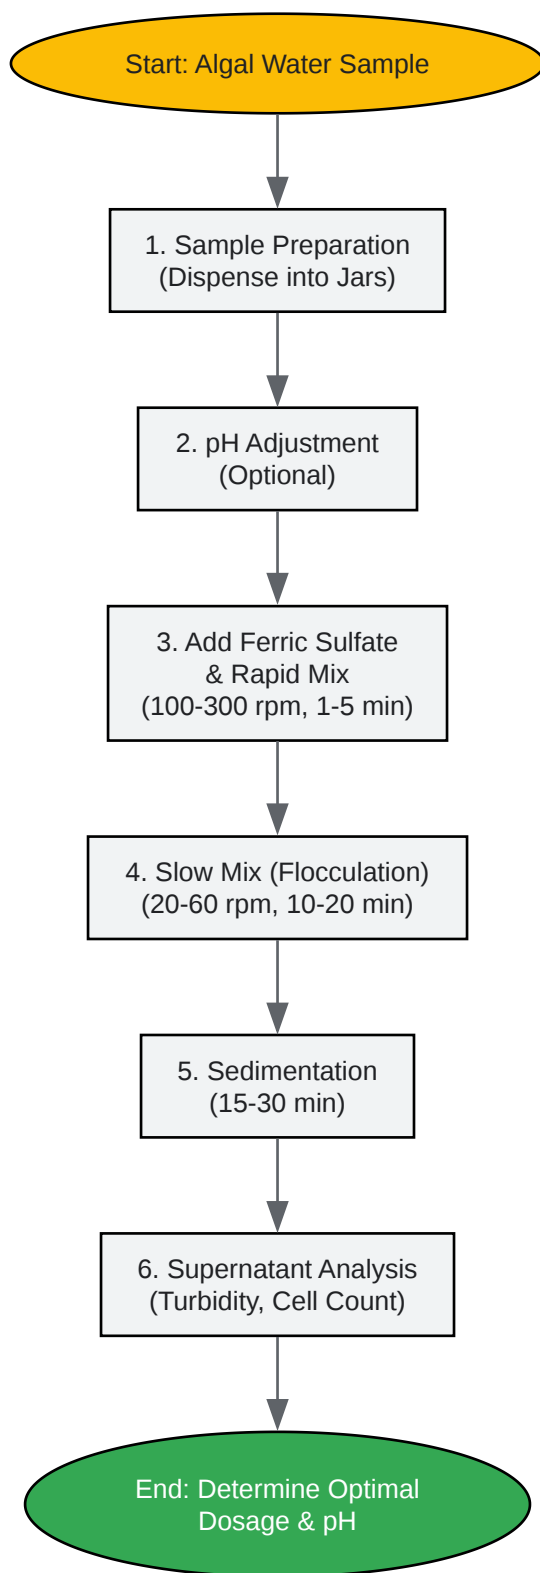 Start: Algal Water Sample
1. Sample Preparation
(Dispense into Jars)
2. pH Adjustment
(Optional)
3. Add Ferric Sulfate
& Rapid Mix
(100-300 rpm, 1-5 min)
4. Slow Mix (Flocculation)
(20-60 rpm, 10-20 min)
5. Sedimentation
(15-30 min)
6. Supernatant Analysis
(Turbidity, Cell Count)
End: Determine Optimal
Dosage & pH